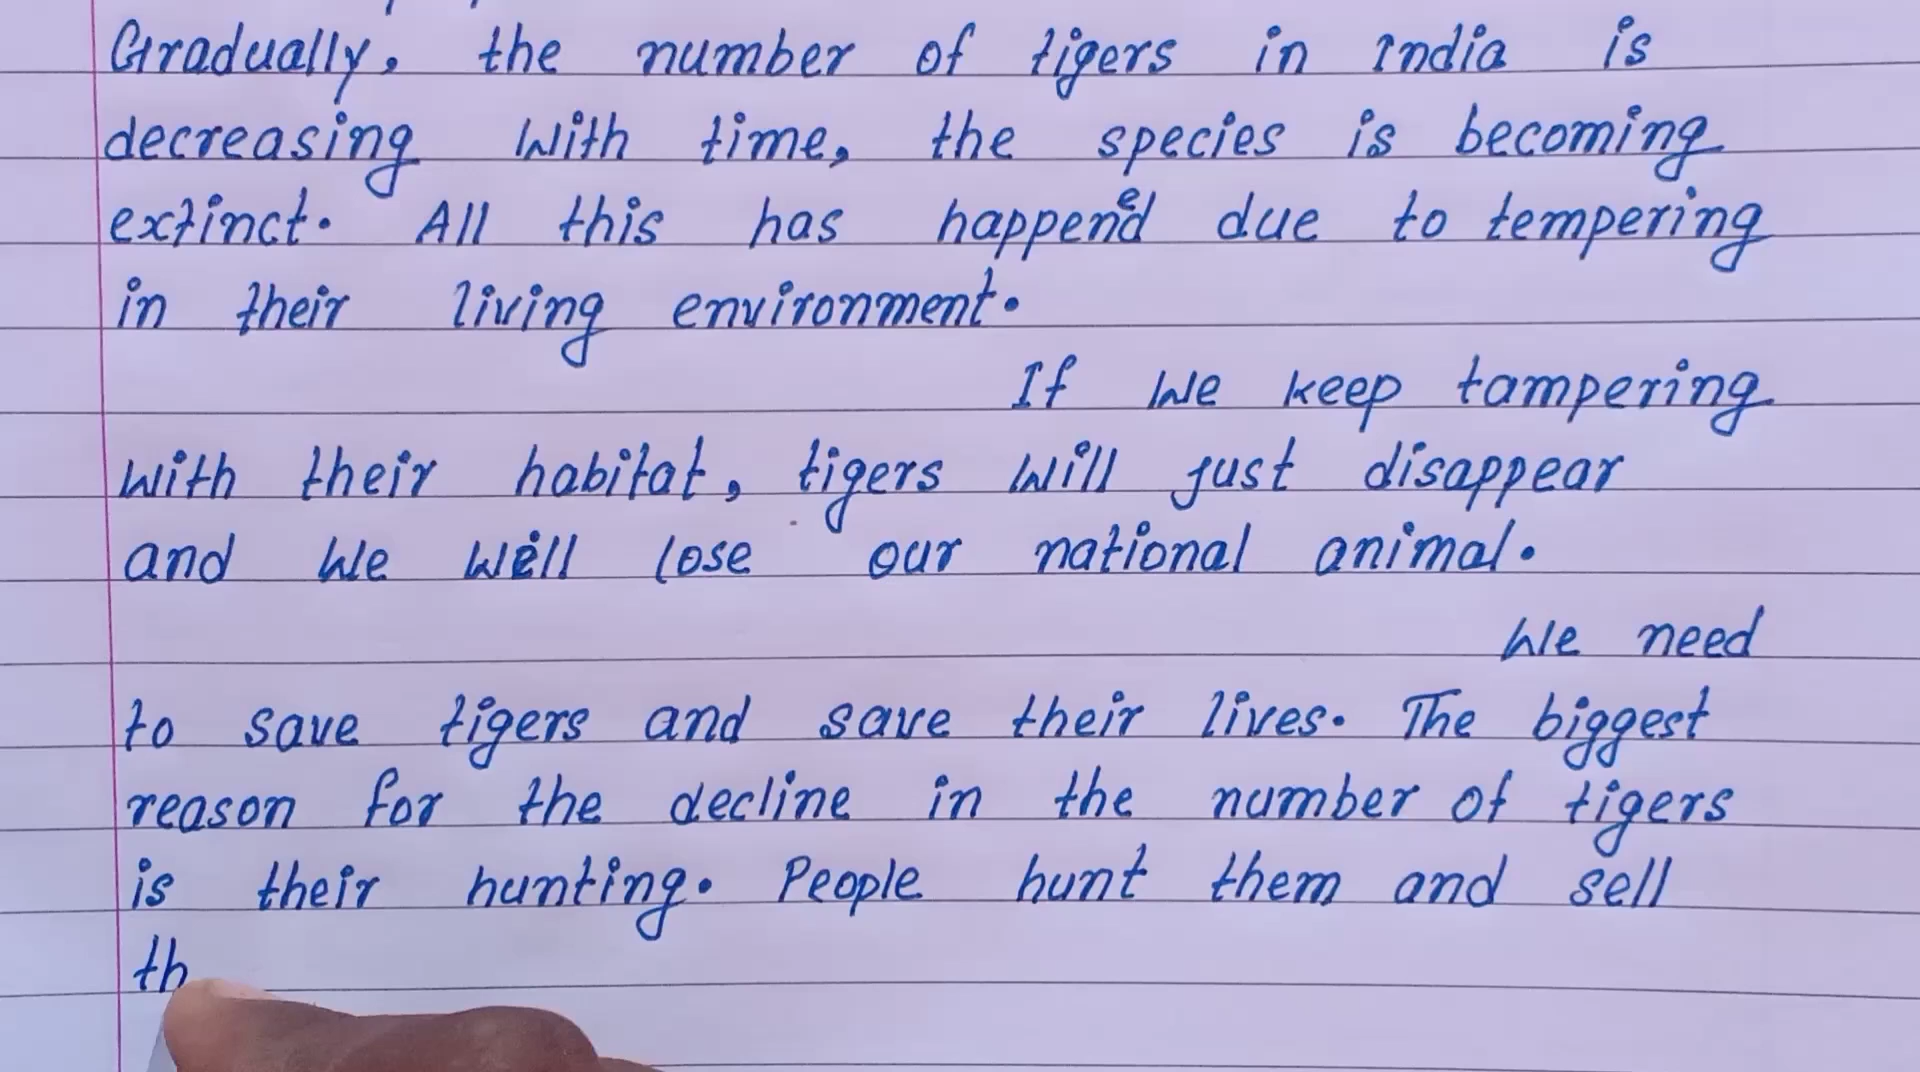 Gradually, the number of tigers in India is
decreasing with time, the species is becoming
extinct. All this has happened due to tempering
in their living environment.
If we keep tampering
with their habitat, tigers will just disappear
and we will lose our national animal.
We need
to save tigers and save their lives. The biggest
reason for the decline in the number of tigers
is their hunting. People hunt them and sell
th